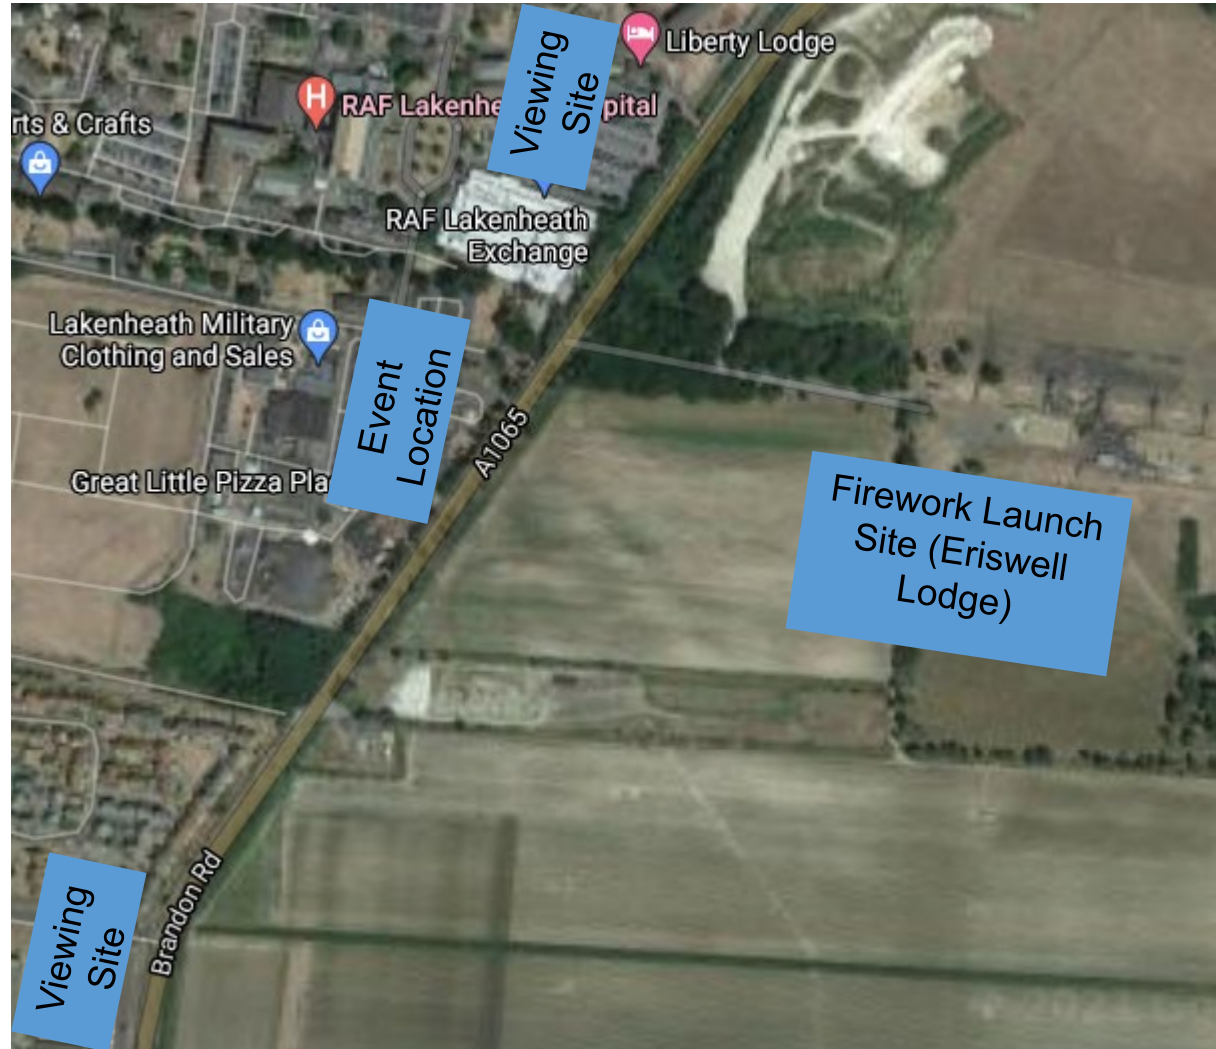 Viewing
Site
Liberty Lodge
H
RAF Lakenhe
pital
rts & Crafts
RAF Lakenheath
Exchange
Lakenheath Military
Clothing and Sales
Event
Location
A1065
Great Little Pizza Pla
Firework Launch
Site (Eriswell
Lodge)
Brandon Rd
Viewing
Site